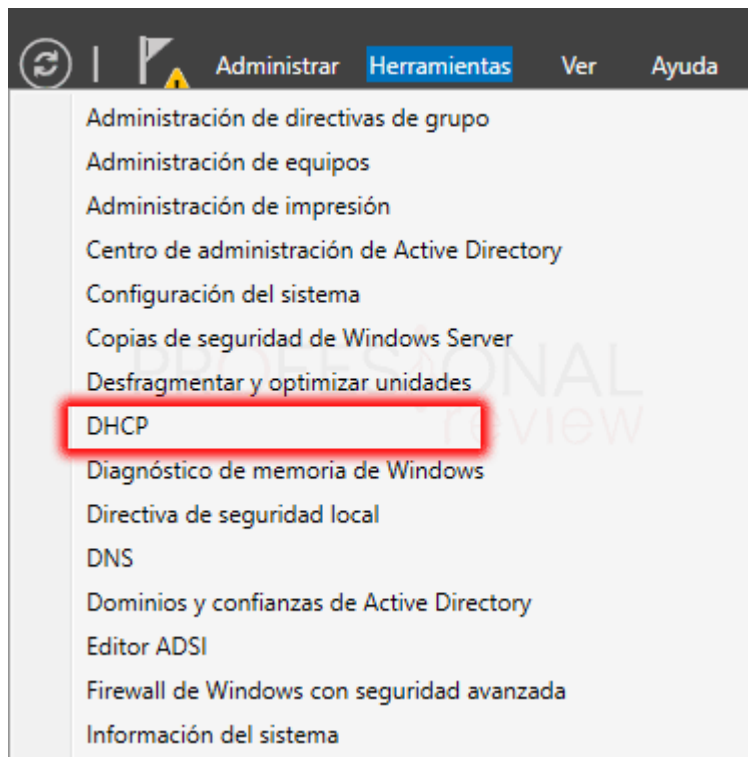 Administrar Herramientas Ver Ayuda
Administración de directivas de grupo
Administración de equipos
Administración de impresión
Centro de administración de Active Directory
Configuración del sistema
Copias de seguridad de Windows Server
Desfragmentar y optimizar unidades
DHCP
Diagnóstico de memoria de Windows
Directiva de seguridad local
DNS
Dominios y confianzas de Active Directory
Editor ADSI
Firewall de Windows con seguridad avanzada
Información del sistema
PROFESIONAL
review